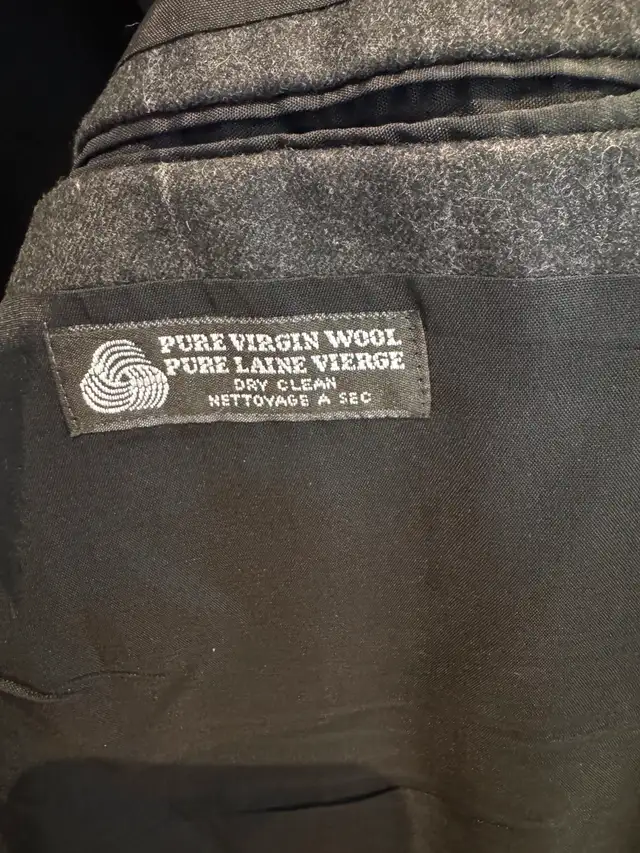 PURE VIRGIN WOOL
PURE LAINE VIERGE
DRY CLEAN
NETTOYAGE A SEC